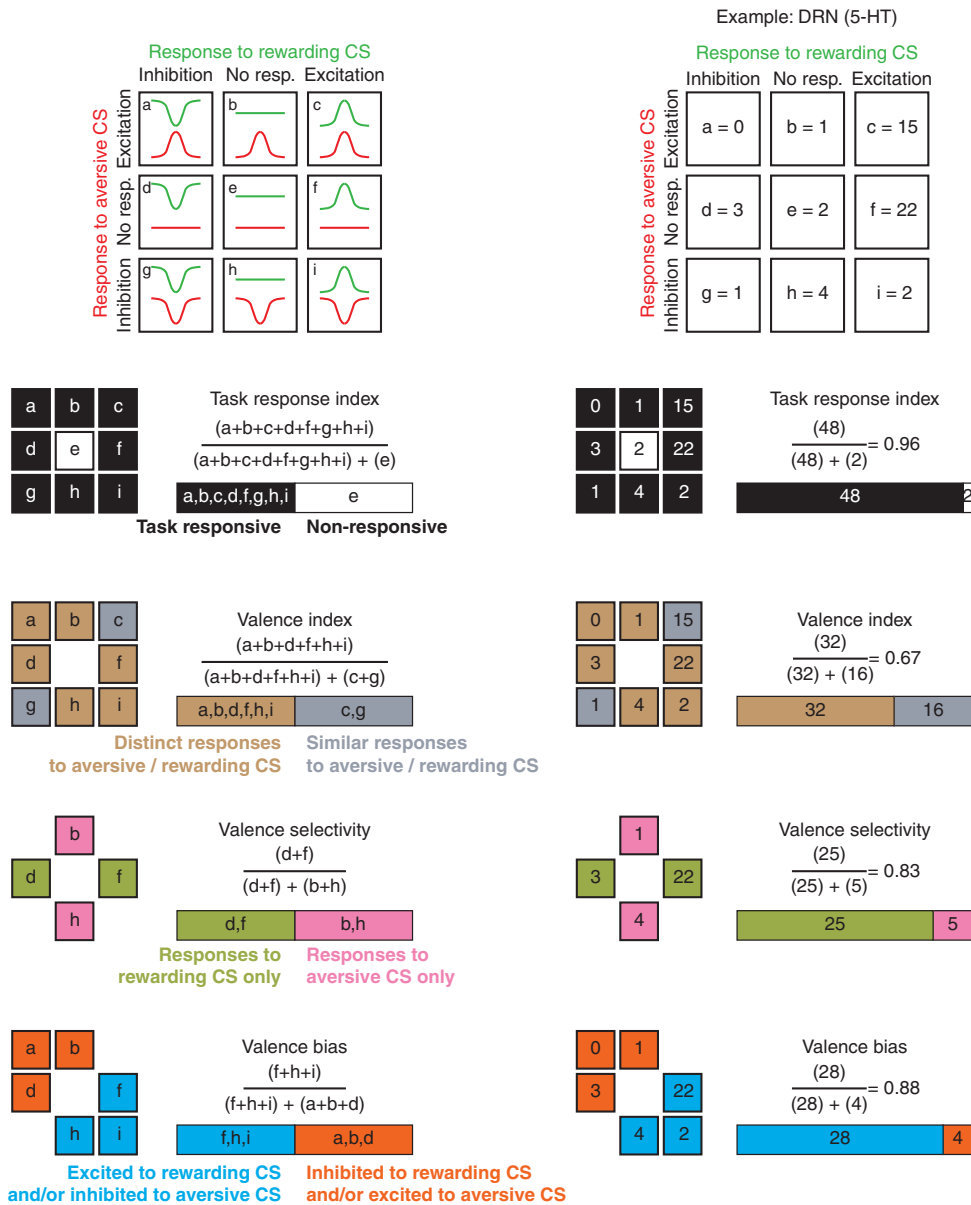 Example: DRN (5-HT)
Response to rewarding CS
Inhibition No resp. Excitation
Response to aversive CS
Excitation
No resp.
Inhibition
a b c
d e f
g h i
Response to rewarding CS
Inhibition No resp. Excitation
Response to aversive CS
Excitation
No resp.
Inhibition
a = 0 b = 1 c = 15
d = 3 e = 2 f = 22
g = 1 h = 4 i = 2
a b c
d e f
g h i
Task response index
(a+b+c+d+f+g+h+i)
(a+b+c+d+f+g+h+i) + (e)
a,b,c,d,f,g,h,i e
Task responsive Non-responsive
0 1 15
3 2 22
1 4 2
Task response index
(48)
(48) + (2)
= 0.96
48 2
a b c
d f
g h i
Valence index
(a+b+d+f+h+i)
(a+b+d+f+h+i) + (c+g)
a,b,d,f,h,i c,g
Distinct responses
to aversive / rewarding CS
Similar responses
to aversive / rewarding CS
0 1 15
3 22
1 4 2
Valence index
(32)
(32) + (16)
= 0.67
32 16
b
d f
h
Valence selectivity
(d+f)
(d+f) + (b+h)
d,f b,h
Responses to
rewarding CS only
Responses to
aversive CS only
1
3 22
4
Valence selectivity
(25)
(25) + (5)
= 0.83
25 5
a b
d f
h i
Valence bias
(f+h+i)
(f+h+i) + (a+b+d)
f,h,i a,b,d
Excited to rewarding CS
and/or inhibited to aversive CS
Inhibited to rewarding CS
and/or excited to aversive CS
0 1
3 22
4 2
Valence bias
(28)
(28) + (4)
= 0.88
28 4